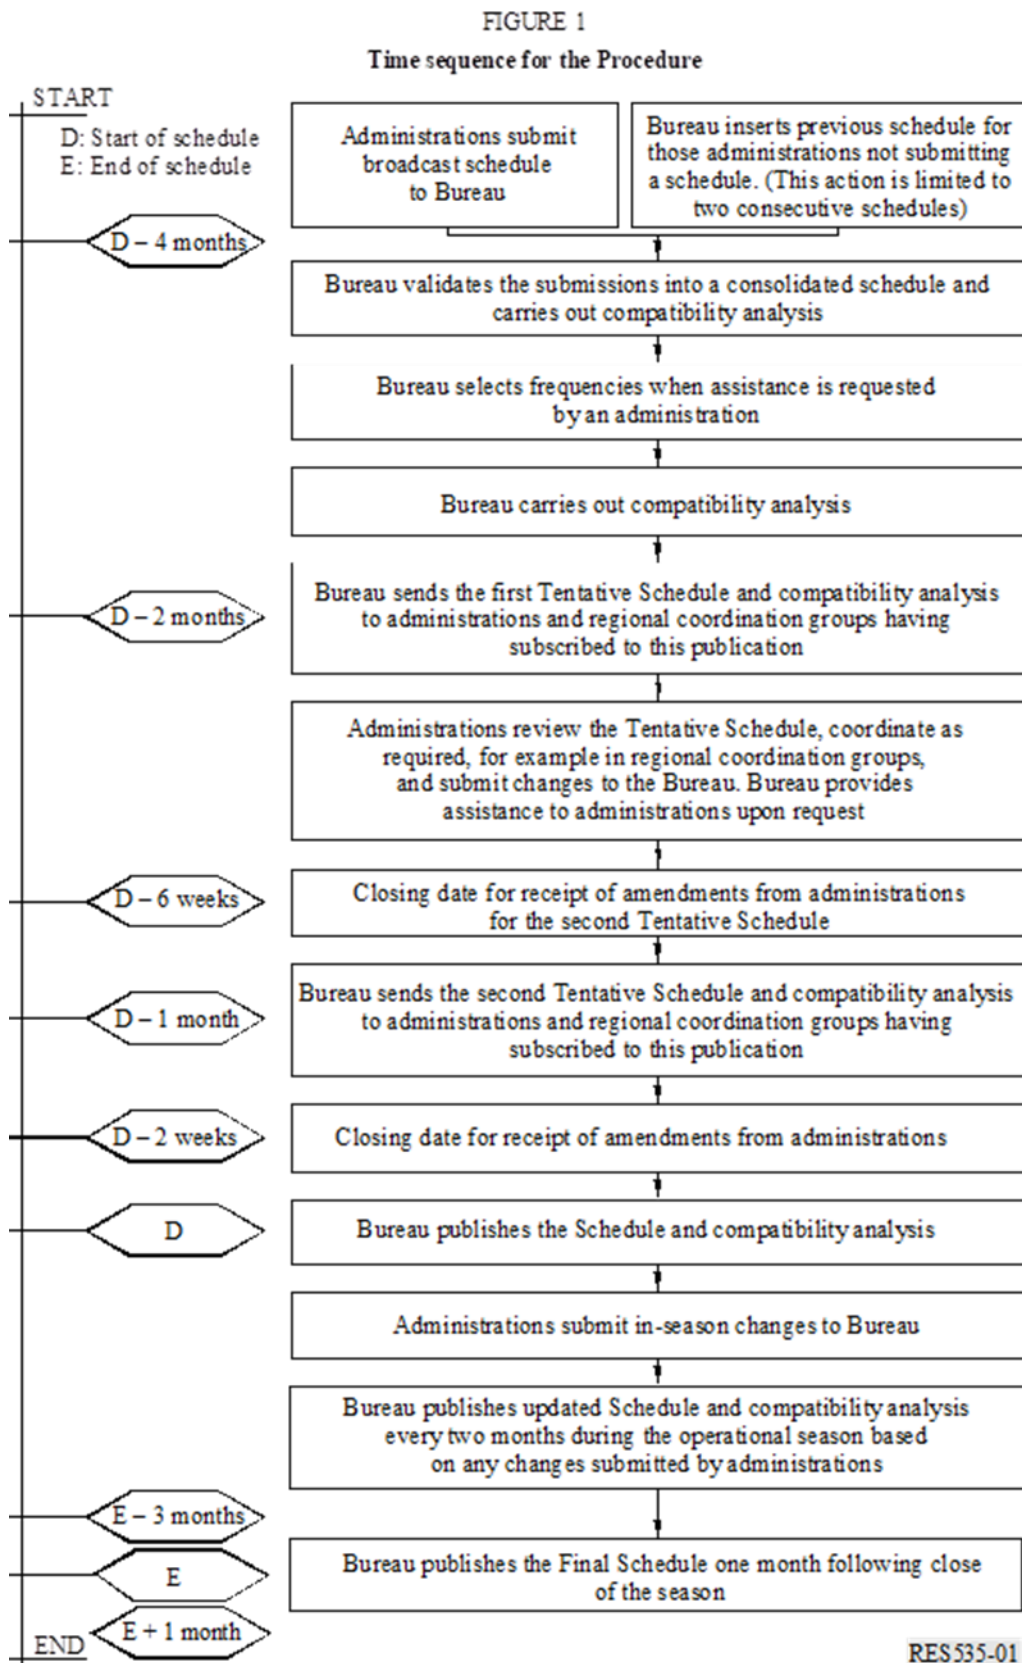 FIGURE 1
Time sequence for the Procedure
START
D: Start of schedule
E: End of schedule
Administrations submit
broadcast schedule
to Bureau
Bureau inserts previous schedule for
those administrations not submitting
a schedule. (This action is limited to
two consecutive schedules)
D – 4 months
Bureau validates the submissions into a consolidated schedule and
carries out compatibility analysis
Bureau selects frequencies when assistance is requested
by an administration
Bureau carries out compatibility analysis
D – 2 months
Bureau sends the first Tentative Schedule and compatibility analysis
to administrations and regional coordination groups having
subscribed to this publication
Administrations review the Tentative Schedule, coordinate as
required, for example in regional coordination groups,
and submit changes to the Bureau. Bureau provides
assistance to administrations upon request
D – 6 weeks
Closing date for receipt of amendments from administrations
for the second Tentative Schedule
D – 1 month
Bureau sends the second Tentative Schedule and compatibility analysis
to administrations and regional coordination groups having
subscribed to this publication
D – 2 weeks
Closing date for receipt of amendments from administrations
D
Bureau publishes the Schedule and compatibility analysis
Administrations submit in-season changes to Bureau
Bureau publishes updated Schedule and compatibility analysis
every two months during the operational season based
on any changes submitted by administrations
E – 3 months
E
Bureau publishes the Final Schedule one month following close
of the season
E + 1 month
END
RES535-01